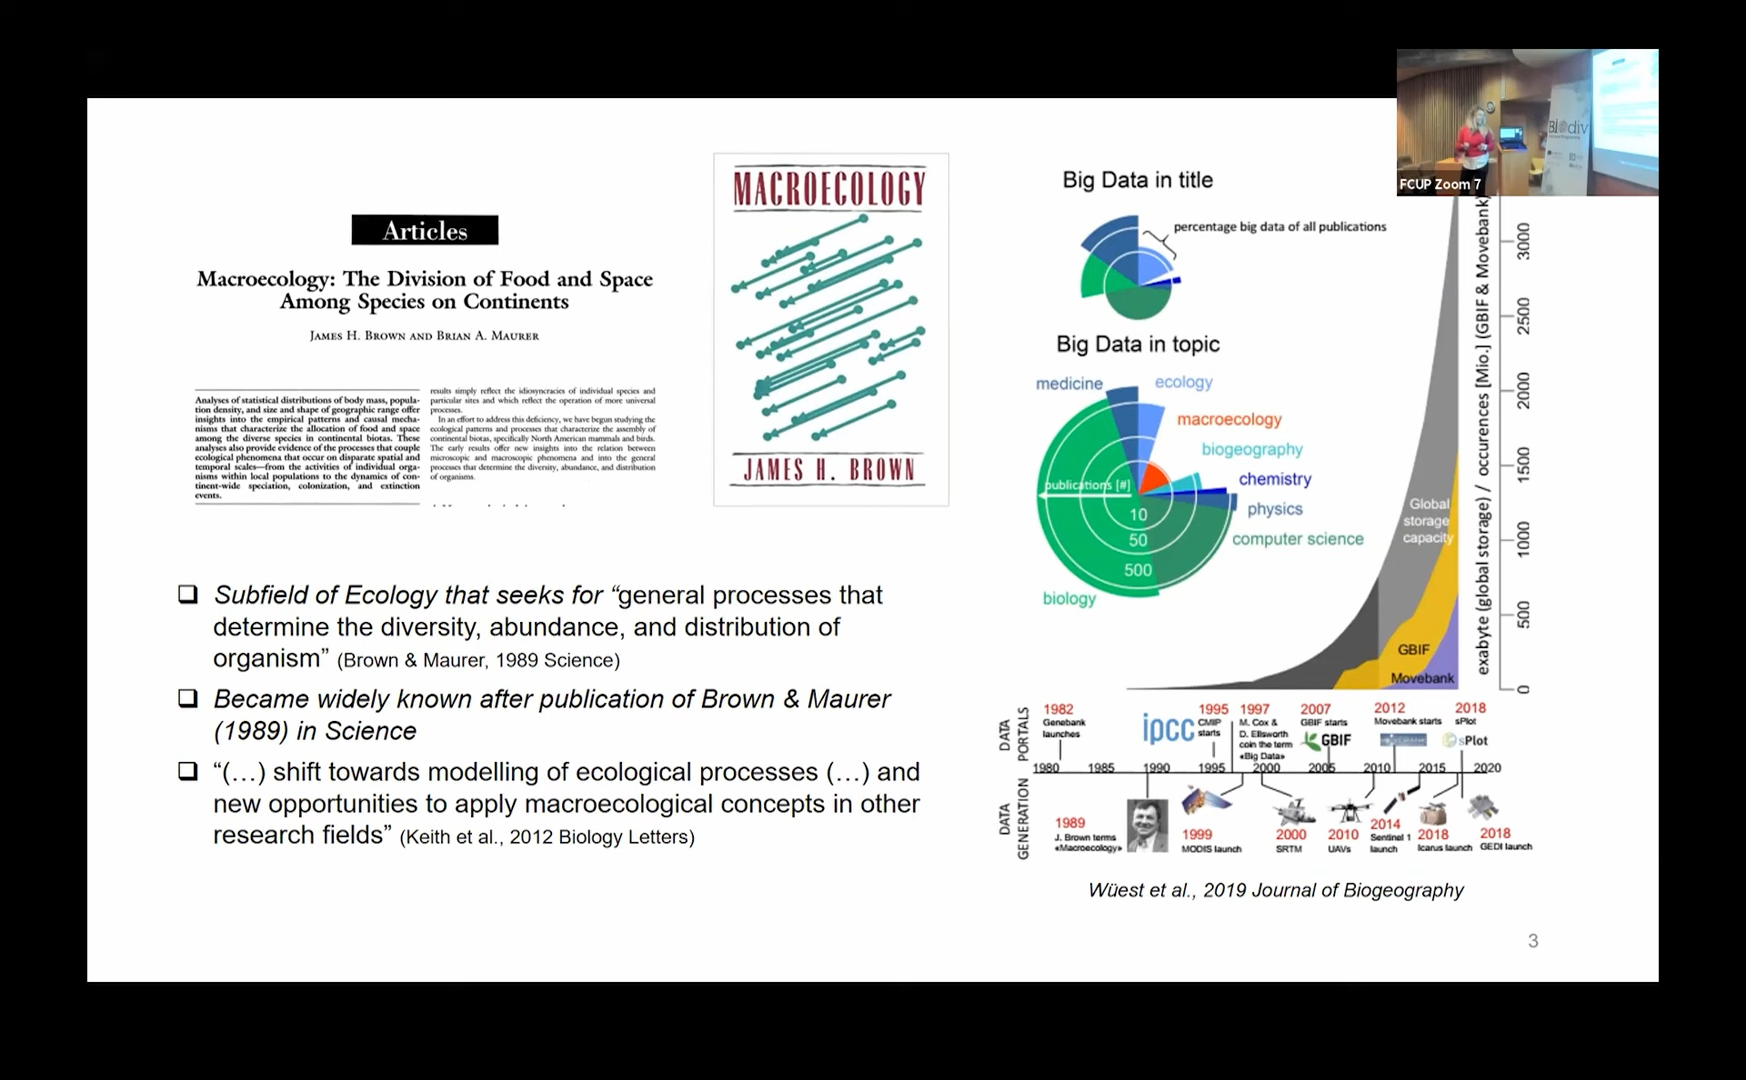 Articles
Macroecology: The Division of Food and Space
Among Species on Continents
JAMES H. BROWN AND BRIAN A. MAURER
Analyses of statistical distributions of body mass, popula-
tion density, and size and shape of geographic range offer
insights into the empirical patterns and causal mecha-
nisms that characterize the allocation of food and space
among the diverse species in continental biotas. These
analyses also provide evidence of the processes that couple
ecological phenomena that occur on disparate spatial and
temporal scales—from the activities of individual orga-
nisms within local populations to the dynamics of con-
tinent-wide speciation, colonization, and extinction
events.
results simply reflect the idiosyncracies of individual species and
particular sites and which reflect the operation of more universal
processes.
In an effort to address this deficiency, we have begun studying the
ecological patterns and processes that characterize the assembly of
continental biotas, specifically North American mammals and birds.
The early results offer new insights into the relation between
microscopic and macroscopic phenomena and into the general
processes that determine the diversity, abundance, and distribution
of organisms.
MACROECOLOGY
JAMES H. BROWN
❑ Subfield of Ecology that seeks for “general processes that
determine the diversity, abundance, and distribution of
organism” (Brown & Maurer, 1989 Science)
❑ Became widely known after publication of Brown & Maurer
(1989) in Science
❑ “(…) shift towards modelling of ecological processes (…) and
new opportunities to apply macroecological concepts in other
research fields” (Keith et al., 2012 Biology Letters)
Big Data in title
percentage big data of all publications
Big Data in topic
medicine
ecology
macroecology
biogeography
chemistry
physics
computer science
biology
publications [#]
10
50
500
Global
storage
capacity
GBIF
Movebank
exabyte (global storage) / occurences [Mio.] (GBIF & Movebank)
3000
2500
2000
1500
1000
500
0
DATA
PORTALS
1982
Genebank
launches
ipcc
1995
CMIP
starts
1997
M. Cox &
D. Ellsworth
coin the term
«Big Data»
2007
GBIF starts
GBIF
2012
Movebank starts
2018
sPlot
sPlot
1980 1985 1990 1995 2000 2005 2010 2015 2020
DATA
GENERATION
1989
J. Brown terms
«Macroecology»
1999
MODIS launch
2000
SRTM
2010
UAVs
2014
Sentinel 1
launch
2018
Icarus launch
2018
GEDI launch
Wüest et al., 2019 Journal of Biogeography
3
FCUP Zoom 7
Biodiv